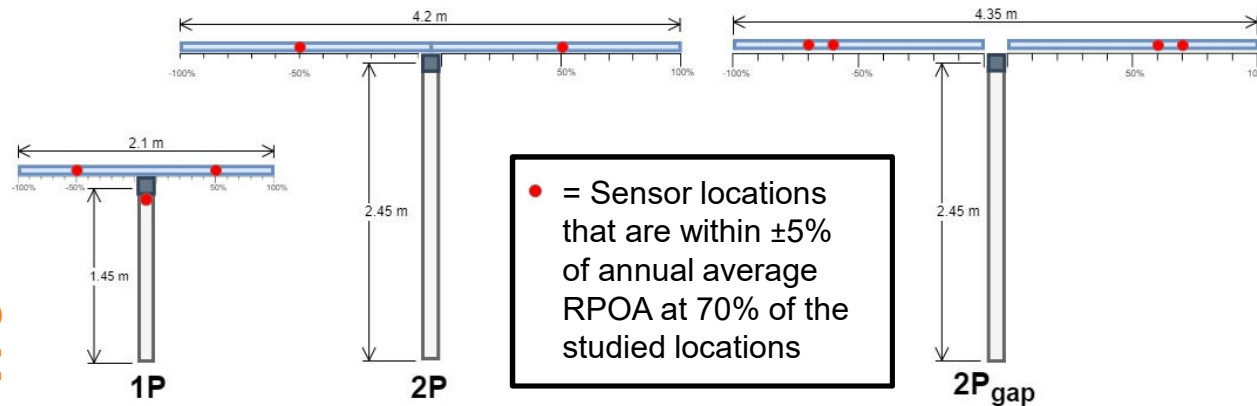 4.2 m
-100%
-50%
50%
100%
2.45 m
2P
2.1 m
-100%
-50%
50%
100%
1.45 m
1P
= Sensor locations
that are within ±5%
of annual average
RPOA at 70% of the
studied locations
4.35 m
-100%
-50%
50%
2.45 m
2Pgap